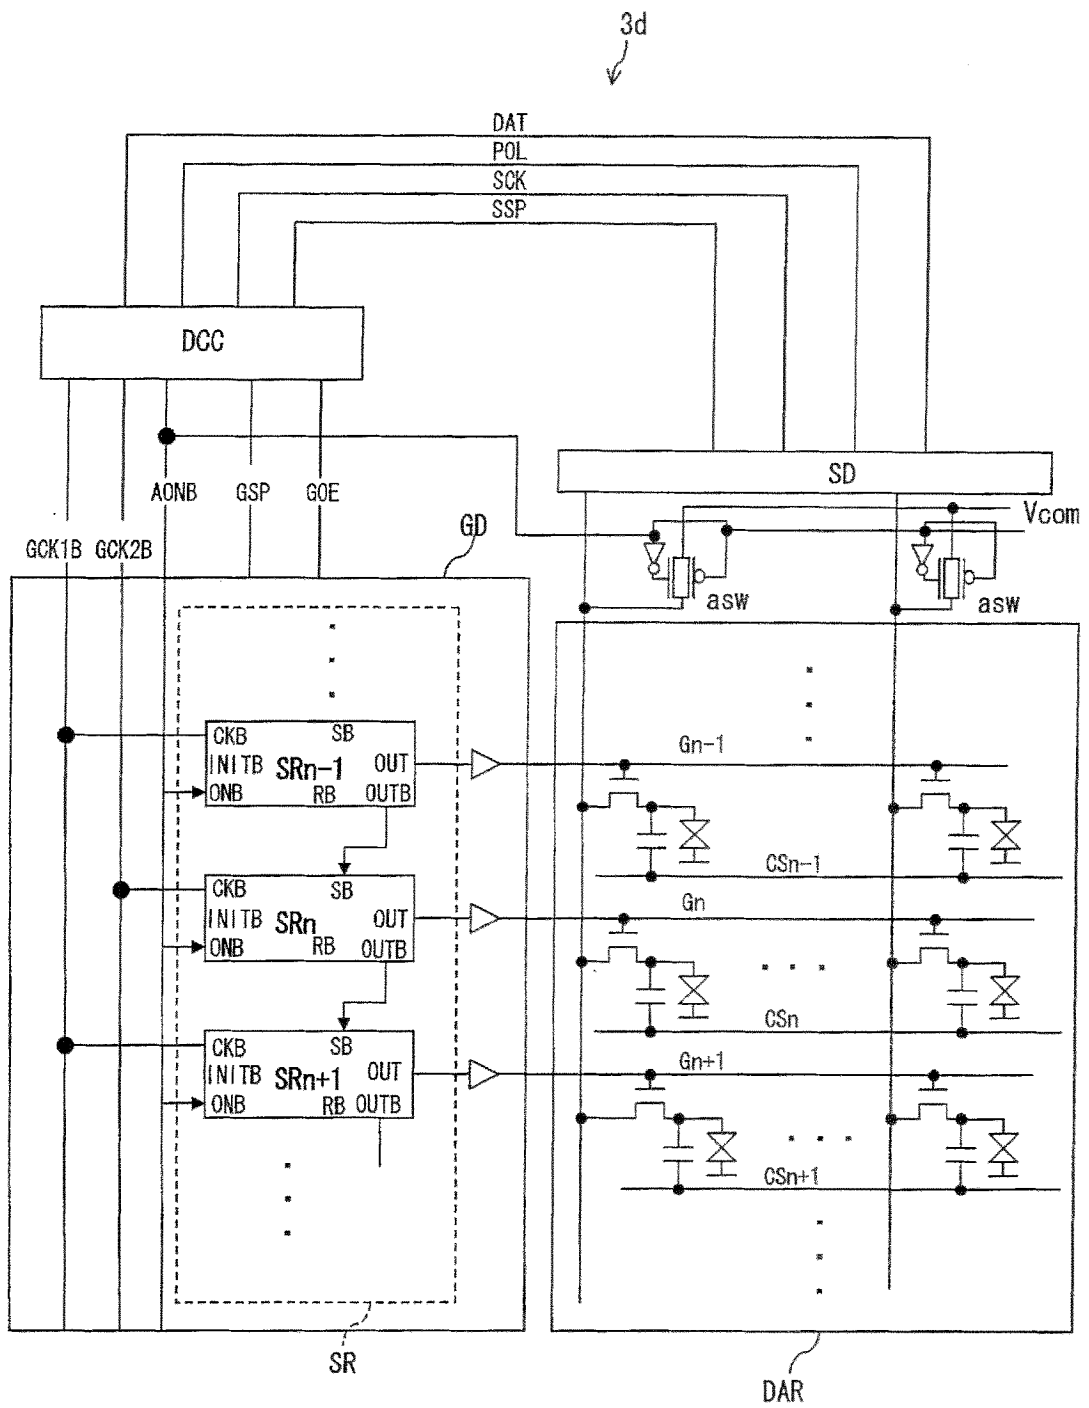 3d
DAT
POL
SCK
SSP
DCC
SD
AONB
GSP
GOE
Vcom
GCK1B
GCK2B
GD
asw
asw
CKB
SB
INITB
SRn-1
OUT
ONB
RB
OUTB
Gn-1
CSn-1
CKB
SB
INITB
SRn
OUT
ONB
RB
OUTB
Gn
CSn
CKB
SB
INITB
SRn+1
OUT
ONB
RB
OUTB
Gn+1
CSn+1
SR
DAR